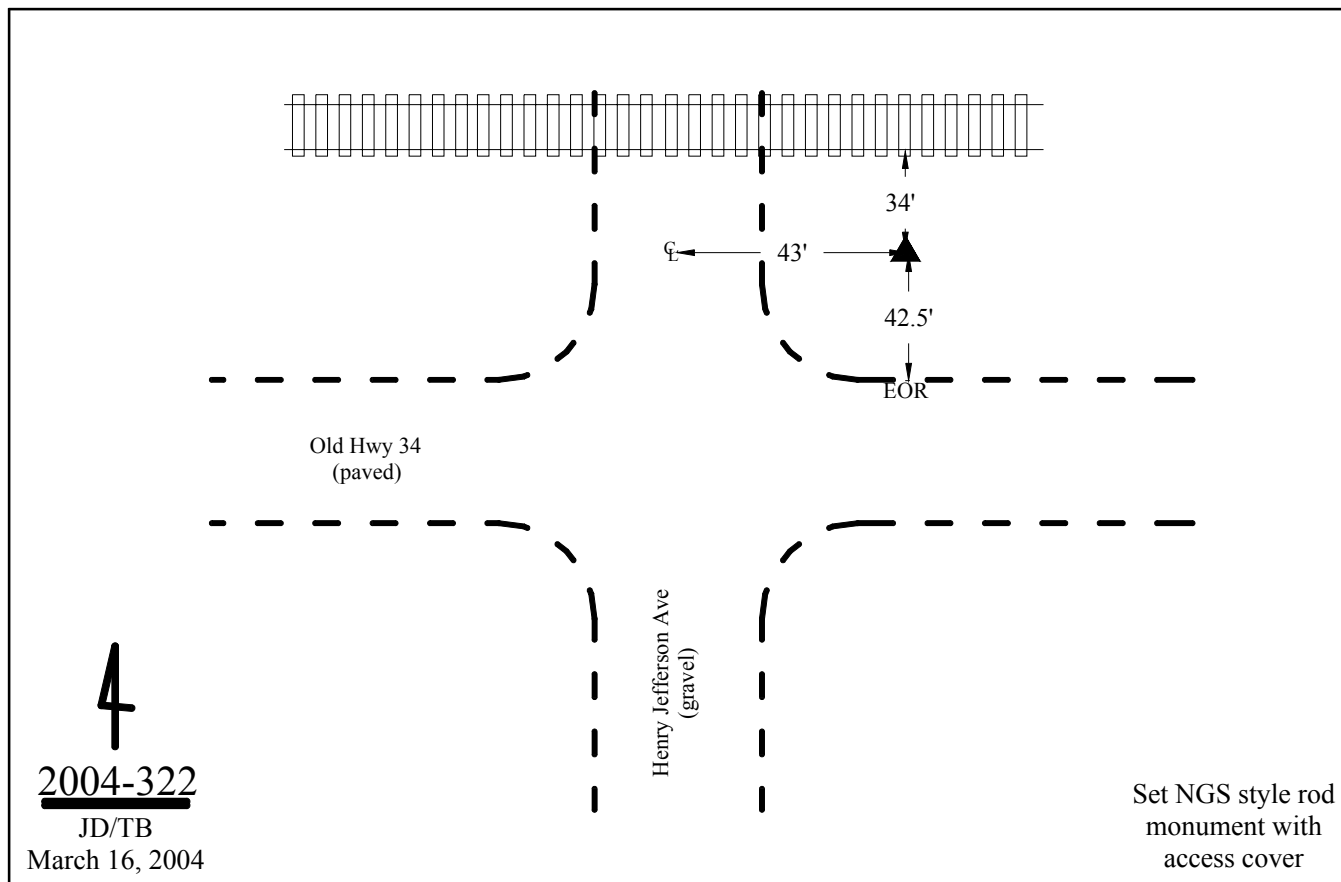 34'
℄
43'
42.5'
EOR
Old Hwy 34
(paved)
Henry Jefferson Ave
(gravel)
2004-322
JD/TB
March 16, 2004
Set NGS style rod
monument with
access cover